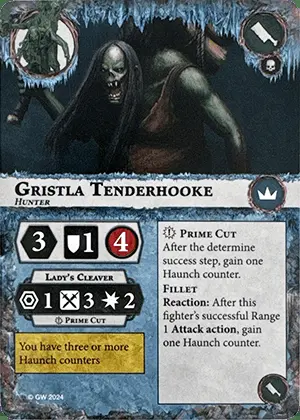 GRISTLA TENDERHOOKE
HUNTER
3 1 4
LADY'S CLEAVER
1 3 2
PRIME CUT
You have three or more
Haunch counters
© GW 2024
PRIME CUT
After the determine
success step, gain one
Haunch counter.
FILLET
Reaction: After this
fighter's successful Range
1 Attack action, gain
one Haunch counter.